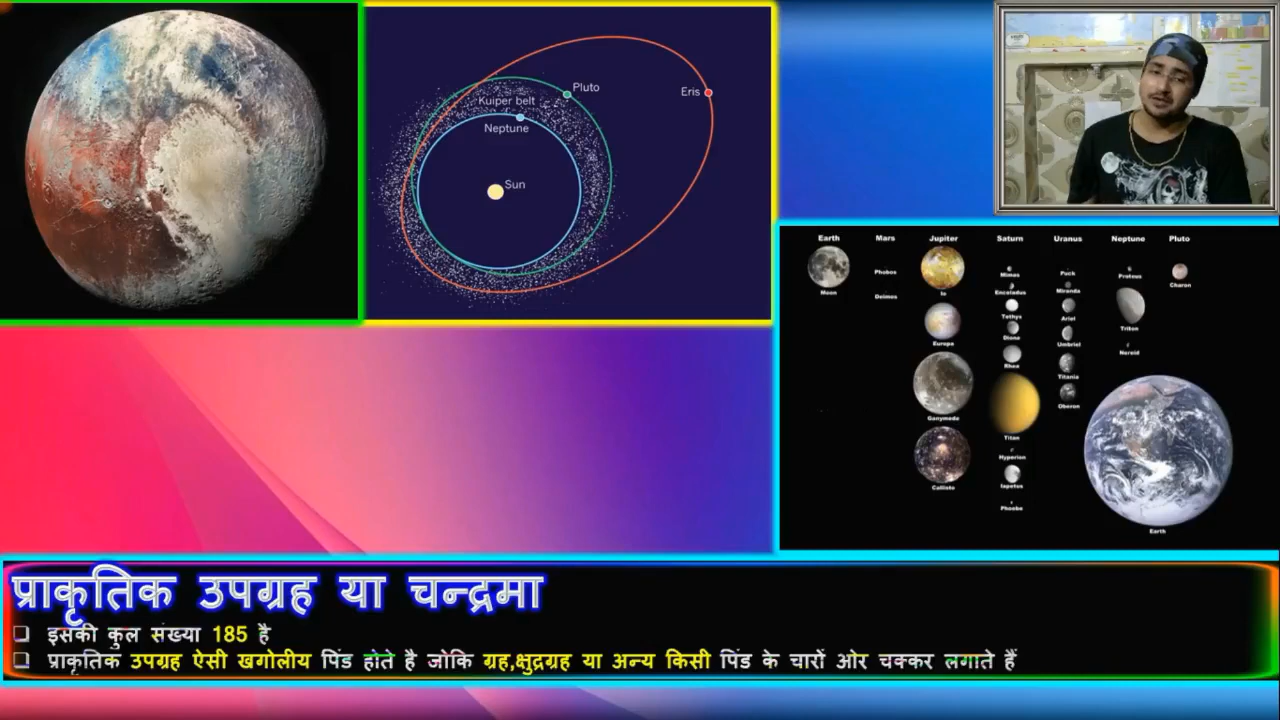 Pluto
Eris
Kuiper belt
Neptune
Sun
Earth Mars Jupiter Saturn Uranus Neptune Pluto
Moon
Phobos
Deimos
Io
Europa
Ganymede
Callisto
Mimas
Enceladus
Tethys
Dione
Rhea
Titan
Hyperion
Iapetus
Phoebe
Puck
Miranda
Ariel
Umbriel
Titania
Oberon
Proteus
Triton
Nereid
Charon
Earth
प्राकृतिक उपग्रह या चन्द्रमा
इसकी कुल संख्या 185 है
प्राकृतिक उपग्रह ऐसी खगोलीय पिंड होते है जोकि ग्रह,क्षुद्रग्रह या अन्य किसी पिंड के चारों ओर चक्कर लगाते हैं